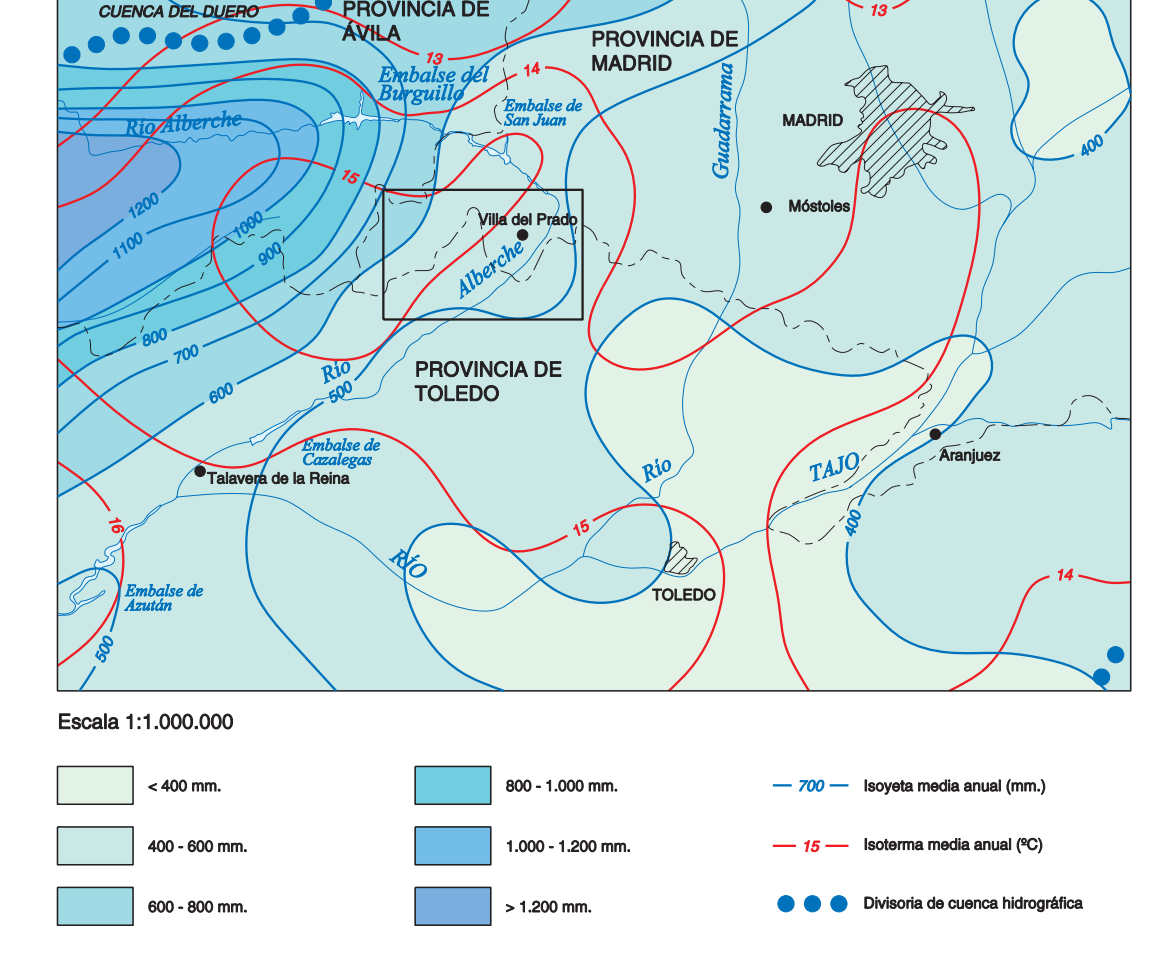 CUENCA DEL DUERO
PROVINCIA DE
ÁVILA
13
13
PROVINCIA DE
MADRID
14
Embalse del
Burguillo
Embalse de
San Juan
Río Alberche
Guadarrama
MADRID
400
15
1200
1100
1000
900
Villa del Prado
Móstoles
Alberche
800
700
600
500
Río
PROVINCIA DE
TOLEDO
Embalse de
Cazalegas
Talavera de la Reina
Río
TAJO
Aranjuez
16
15
400
RÍO
Embalse de
Azután
TOLEDO
14
500
Escala 1:1.000.000
< 400 mm.
400 - 600 mm.
600 - 800 mm.
800 - 1.000 mm.
1.000 - 1.200 mm.
> 1.200 mm.
700 Isoyeta media anual (mm.)
15 Isoterma media anual (ºC)
Divisoria de cuenca hidrográfica